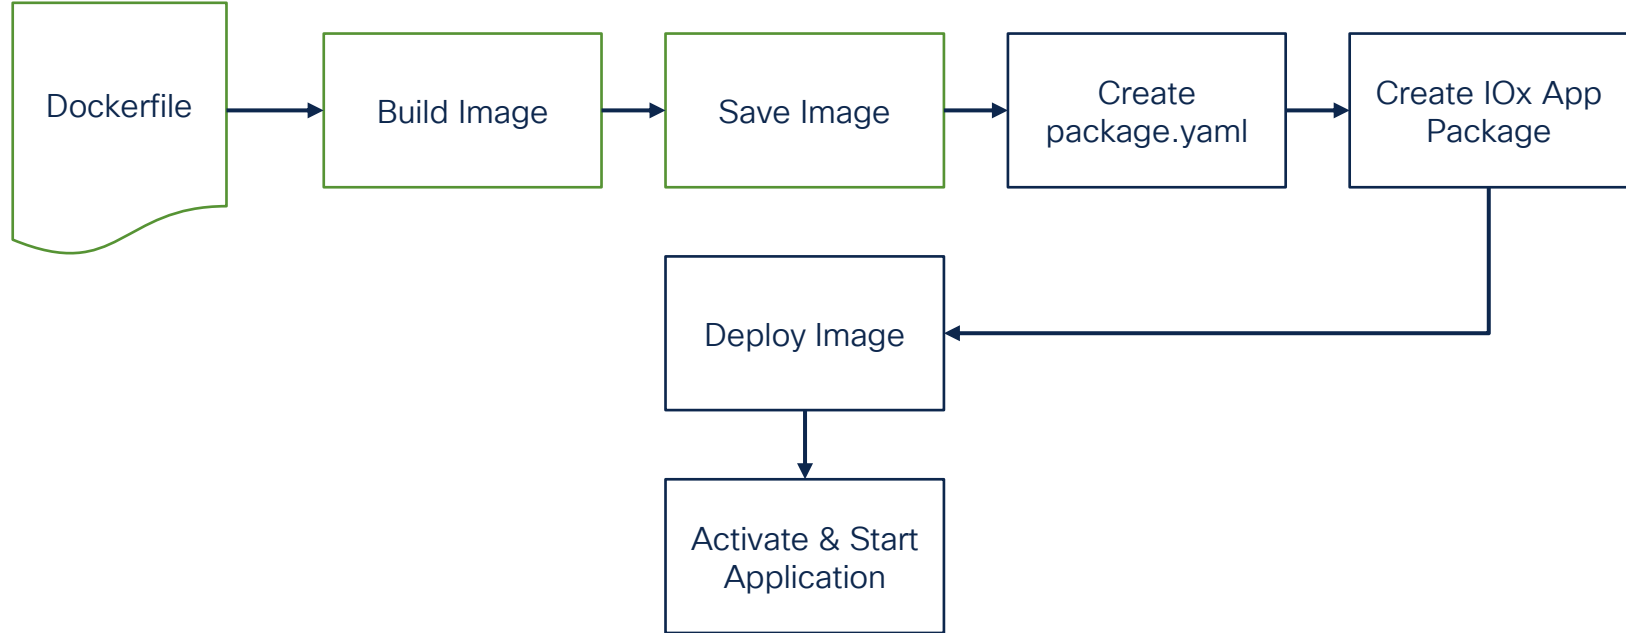 Dockerfile
Build Image
Save Image
Create
package.yaml
Create IOx App
Package
Deploy Image
Activate & Start
Application